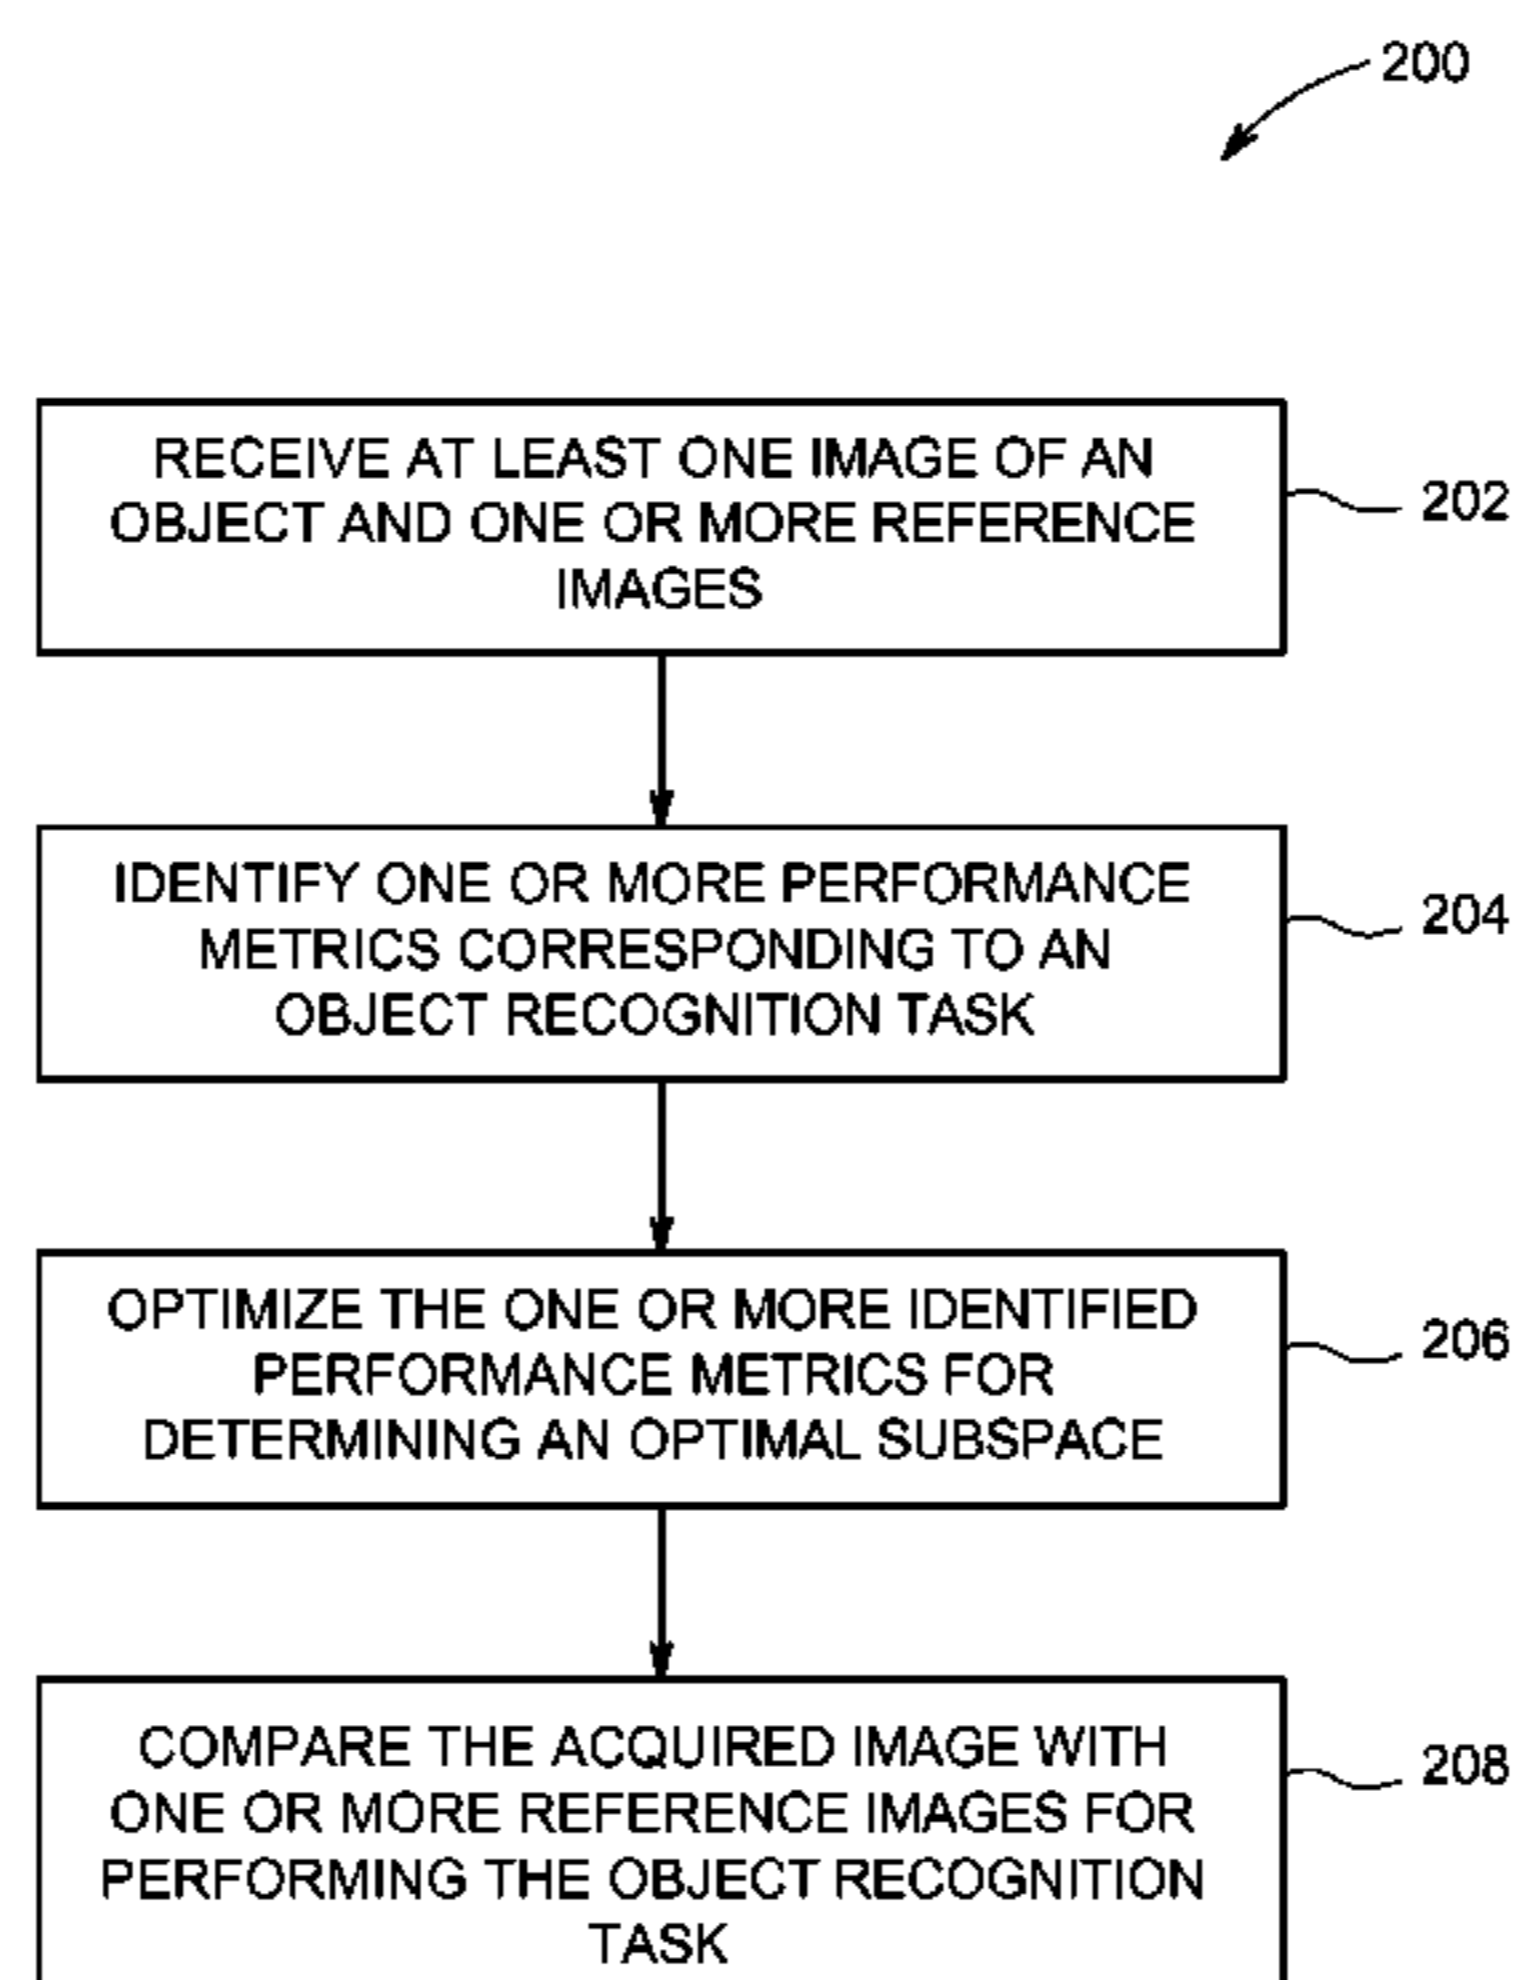 200
RECEIVE AT LEAST ONE IMAGE OF AN
OBJECT AND ONE OR MORE REFERENCE
IMAGES
202
IDENTIFY ONE OR MORE PERFORMANCE
METRICS CORRESPONDING TO AN
OBJECT RECOGNITION TASK
204
OPTIMIZE THE ONE OR MORE IDENTIFIED
PERFORMANCE METRICS FOR
DETERMINING AN OPTIMAL SUBSPACE
206
COMPARE THE ACQUIRED IMAGE WITH
ONE OR MORE REFERENCE IMAGES FOR
PERFORMING THE OBJECT RECOGNITION
TASK
208